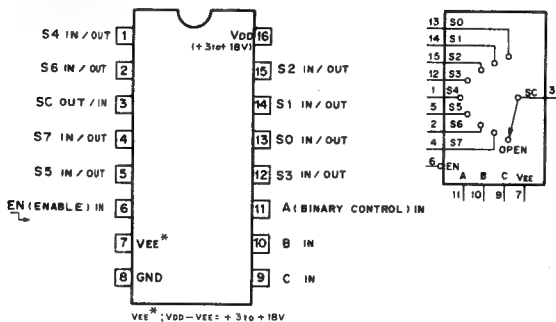 S4 IN/OUT 1
S6 IN/OUT 2
SC OUT/IN 3
S7 IN/OUT 4
S5 IN/OUT 5
EN (ENABLE) IN 6
7 VEE*
8 GND
VDD 16
(+3to+18V)
15 S2 IN/OUT
14 S1 IN/OUT
13 S0 IN/OUT
12 S3 IN/OUT
11 A (BINARY CONTROL) IN
10 B IN
9 C IN
VEE* ; VDD-VEE = +3 to +18V
13 S0
14 S1
15 S2
12 S3
1 S4
5 S5
2 S6
4 S7
SC 3
OPEN
6 EN
A B C VEE
11 10 9 7